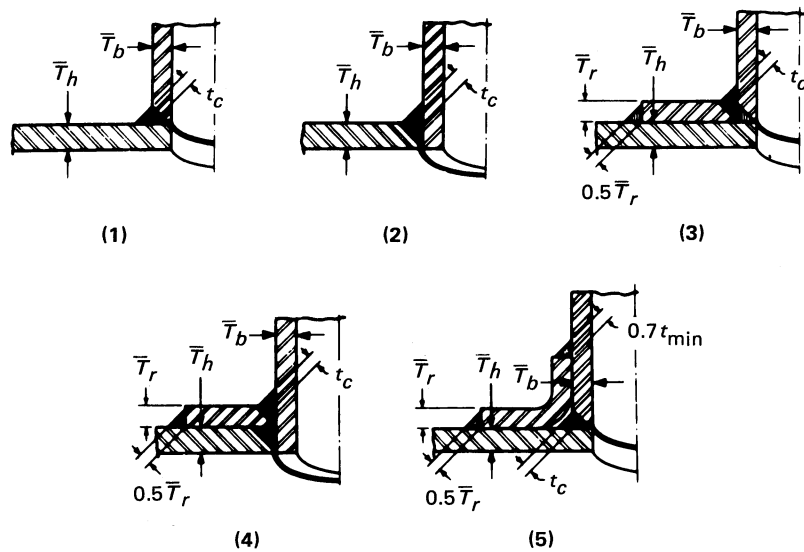 T̅b
T̅h
tc
(1)
T̅b
T̅h
tc
(2)
T̅b
T̅r
T̅h
tc
0.5T̅r
(3)
T̅b
T̅r
T̅h
tc
0.5T̅r
(4)
0.7tmin
T̅h
T̅r
T̅b
tc
0.5T̅r
(5)